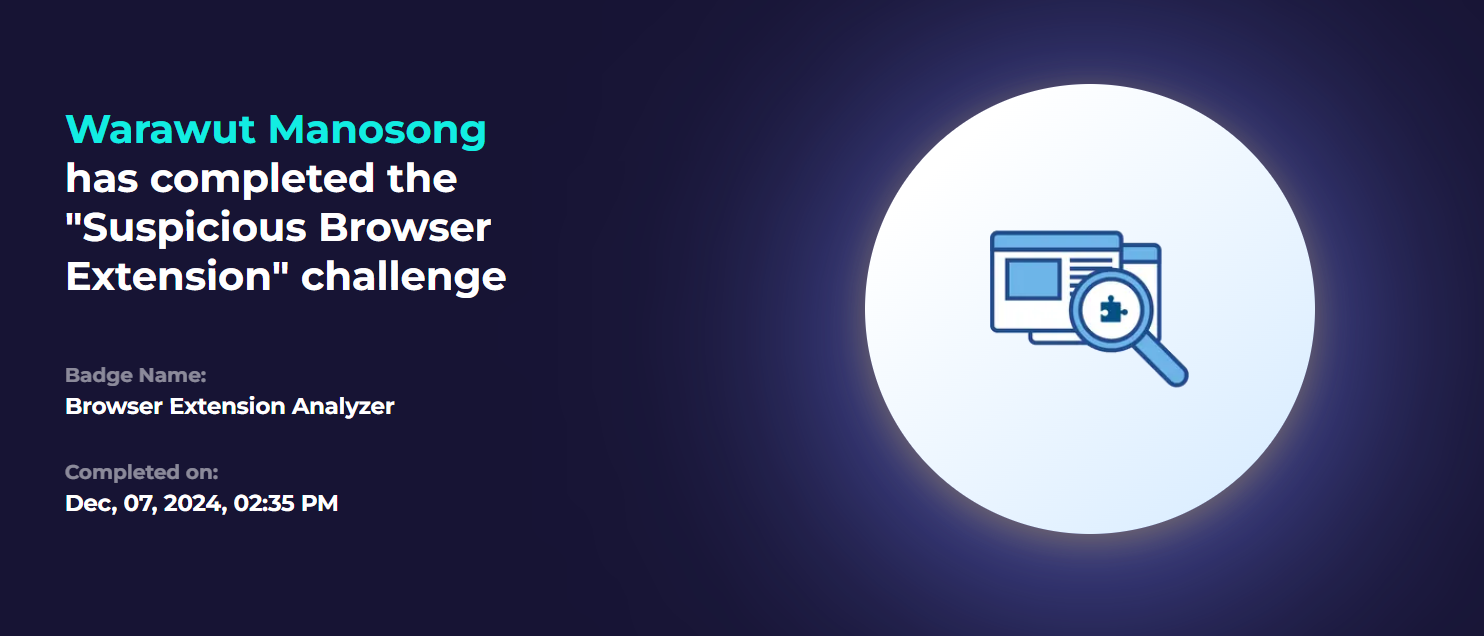 Warawut Manosong
has completed the
"Suspicious Browser
Extension" challenge
Badge Name:
Browser Extension Analyzer
Completed on:
Dec, 07, 2024, 02:35 PM